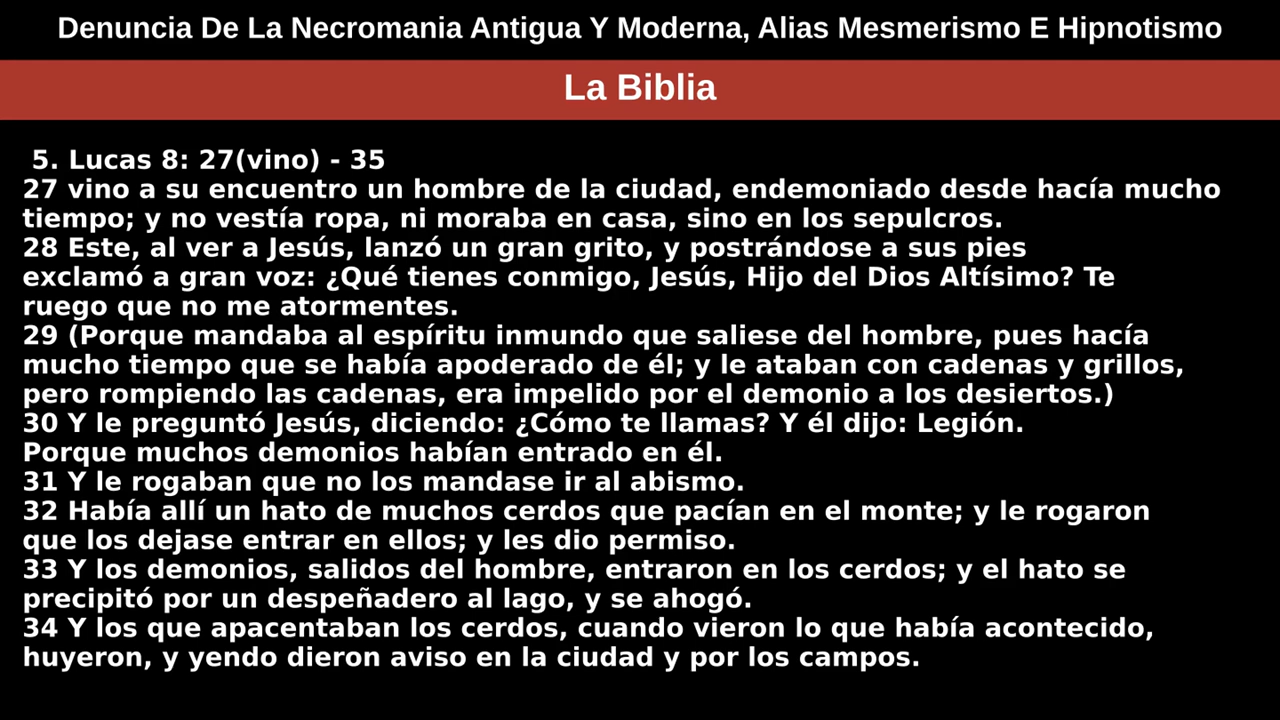 Denuncia De La Necromania Antigua Y Moderna, Alias Mesmerismo E Hipnotismo
La Biblia
5. Lucas 8: 27(vino) - 35
27 vino a su encuentro un hombre de la ciudad, endemoniado desde hacía mucho
tiempo; y no vestía ropa, ni moraba en casa, sino en los sepulcros.
28 Este, al ver a Jesús, lanzó un gran grito, y postrándose a sus pies
exclamó a gran voz: ¿Qué tienes conmigo, Jesús, Hijo del Dios Altísimo? Te
ruego que no me atormentes.
29 (Porque mandaba al espíritu inmundo que saliese del hombre, pues hacía
mucho tiempo que se había apoderado de él; y le ataban con cadenas y grillos,
pero rompiendo las cadenas, era impelido por el demonio a los desiertos.)
30 Y le preguntó Jesús, diciendo: ¿Cómo te llamas? Y él dijo: Legión.
Porque muchos demonios habían entrado en él.
31 Y le rogaban que no los mandase ir al abismo.
32 Había allí un hato de muchos cerdos que pacían en el monte; y le rogaron
que los dejase entrar en ellos; y les dio permiso.
33 Y los demonios, salidos del hombre, entraron en los cerdos; y el hato se
precipitó por un despeñadero al lago, y se ahogó.
34 Y los que apacentaban los cerdos, cuando vieron lo que había acontecido,
huyeron, y yendo dieron aviso en la ciudad y por los campos.